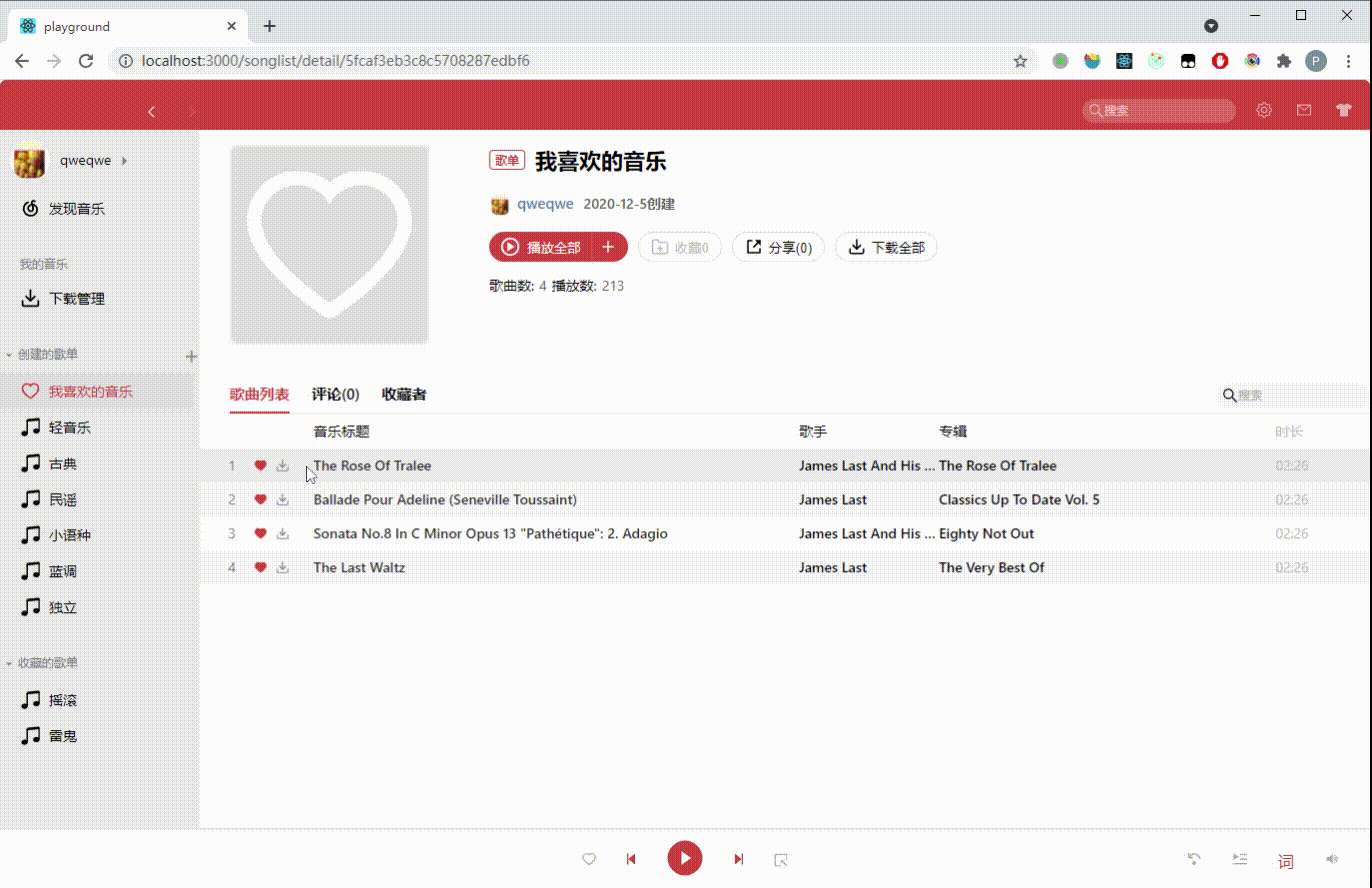 playground
localhost:3000/songlist/detail/5fcaf3eb3c8c5708287edbf6
P
搜索
qweqwe
发现音乐
我的音乐
下载管理
创建的歌单
我喜欢的音乐
轻音乐
古典
民谣
小语种
蓝调
独立
收藏的歌单
摇滚
雷鬼
歌单 我喜欢的音乐
qweqwe 2020-12-5创建
播放全部 收藏0 分享(0) 下载全部
歌曲数: 4 播放数: 213
歌曲列表 评论(0) 收藏者 搜索
音乐标题 歌手 专辑 时长
1 The Rose Of Tralee James Last And His ... The Rose Of Tralee 02:26
2 Ballade Pour Adeline (Seneville Toussaint) James Last Classics Up To Date Vol. 5 02:26
3 Sonata No.8 In C Minor Opus 13 "Pathétique": 2. Adagio James Last And His ... Eighty Not Out 02:26
4 The Last Waltz James Last The Very Best Of 02:26
词